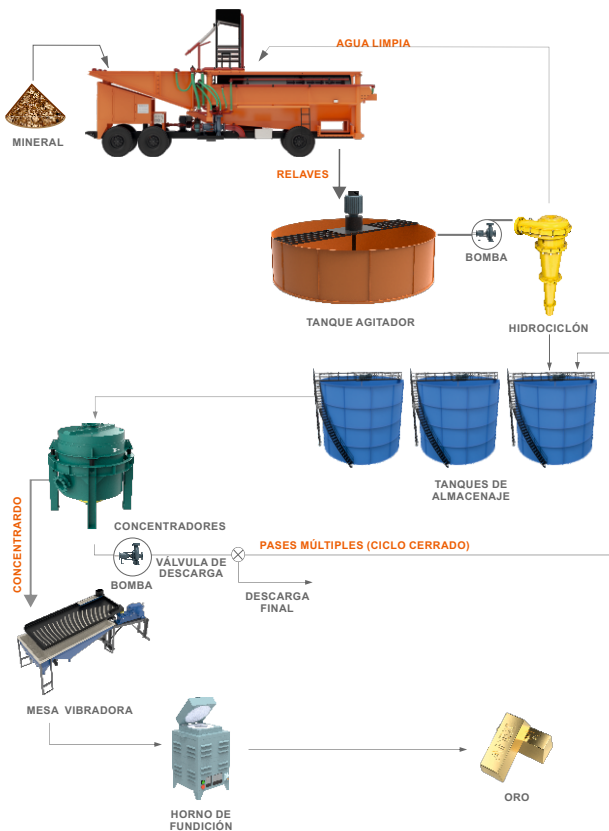 AGUA LIMPIA
MINERAL
RELAVES
BOMBA
TANQUE AGITADOR
HIDROCICLÓN
TANQUES DE
ALMACENAJE
CONCENTRARDO
CONCENTRADORES
PASES MÚLTIPLES (CICLO CERRADO)
VÁLVULA DE
DESCARGA
BOMBA
DESCARGA
FINAL
MESA VIBRADORA
ORO
HORNO DE
FUNDICIÓN